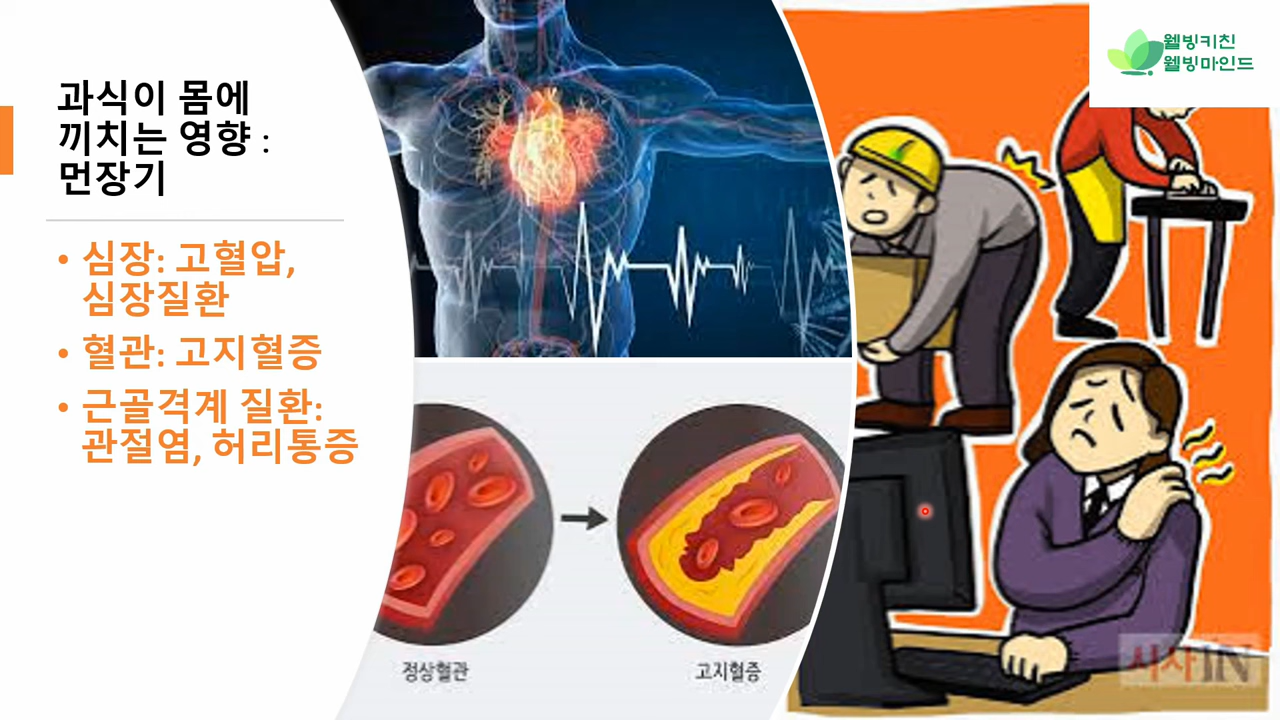 과식이 몸에
끼치는 영향 :
먼장기
• 심장: 고혈압,
심장질환
• 혈관: 고지혈증
• 근골격계 질환:
관절염, 허리통증
정상혈관
고지혈증
웰빙키친
웰빙마인드
시사IN